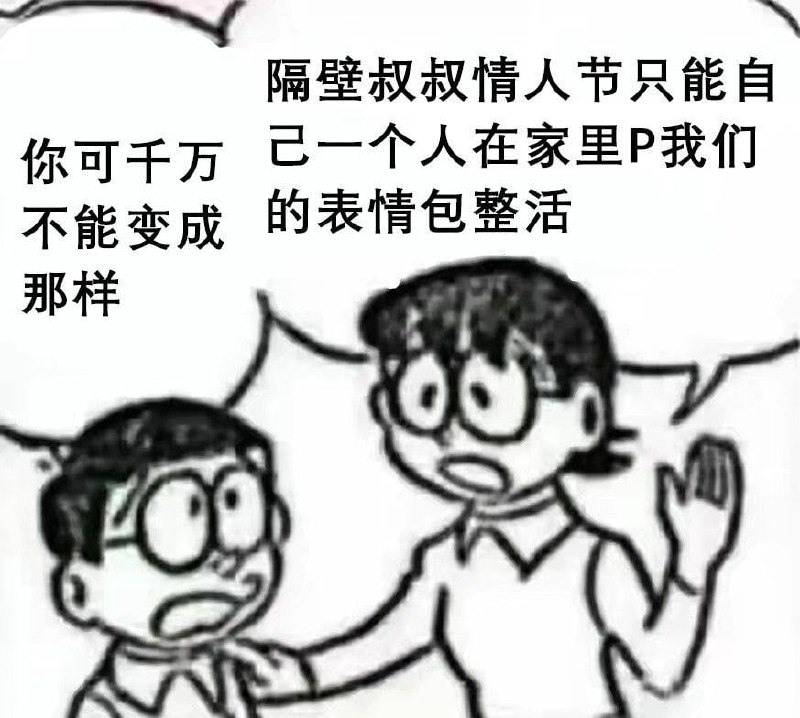 隔壁叔叔情人节只能自
己一个人在家里P我们
的表情包整活
你可千万
不能变成
那样